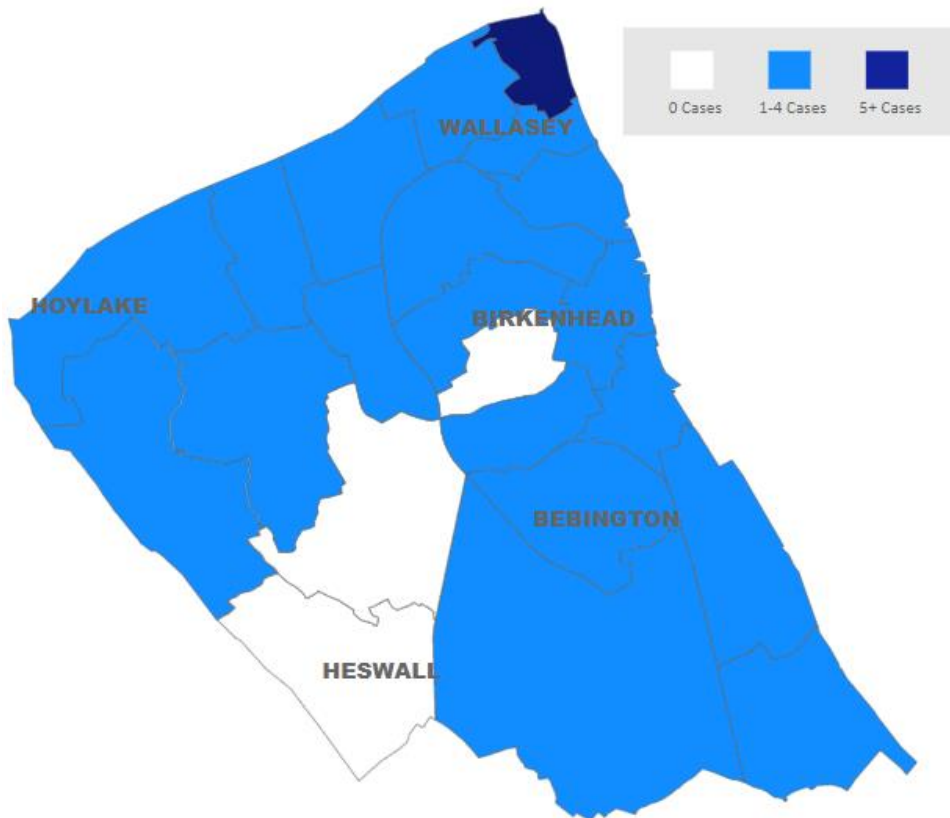 0 Cases
1-4 Cases
5+ Cases
WALLASEY
HOYLAKE
BIRKENHEAD
BEBINGTON
HESWALL